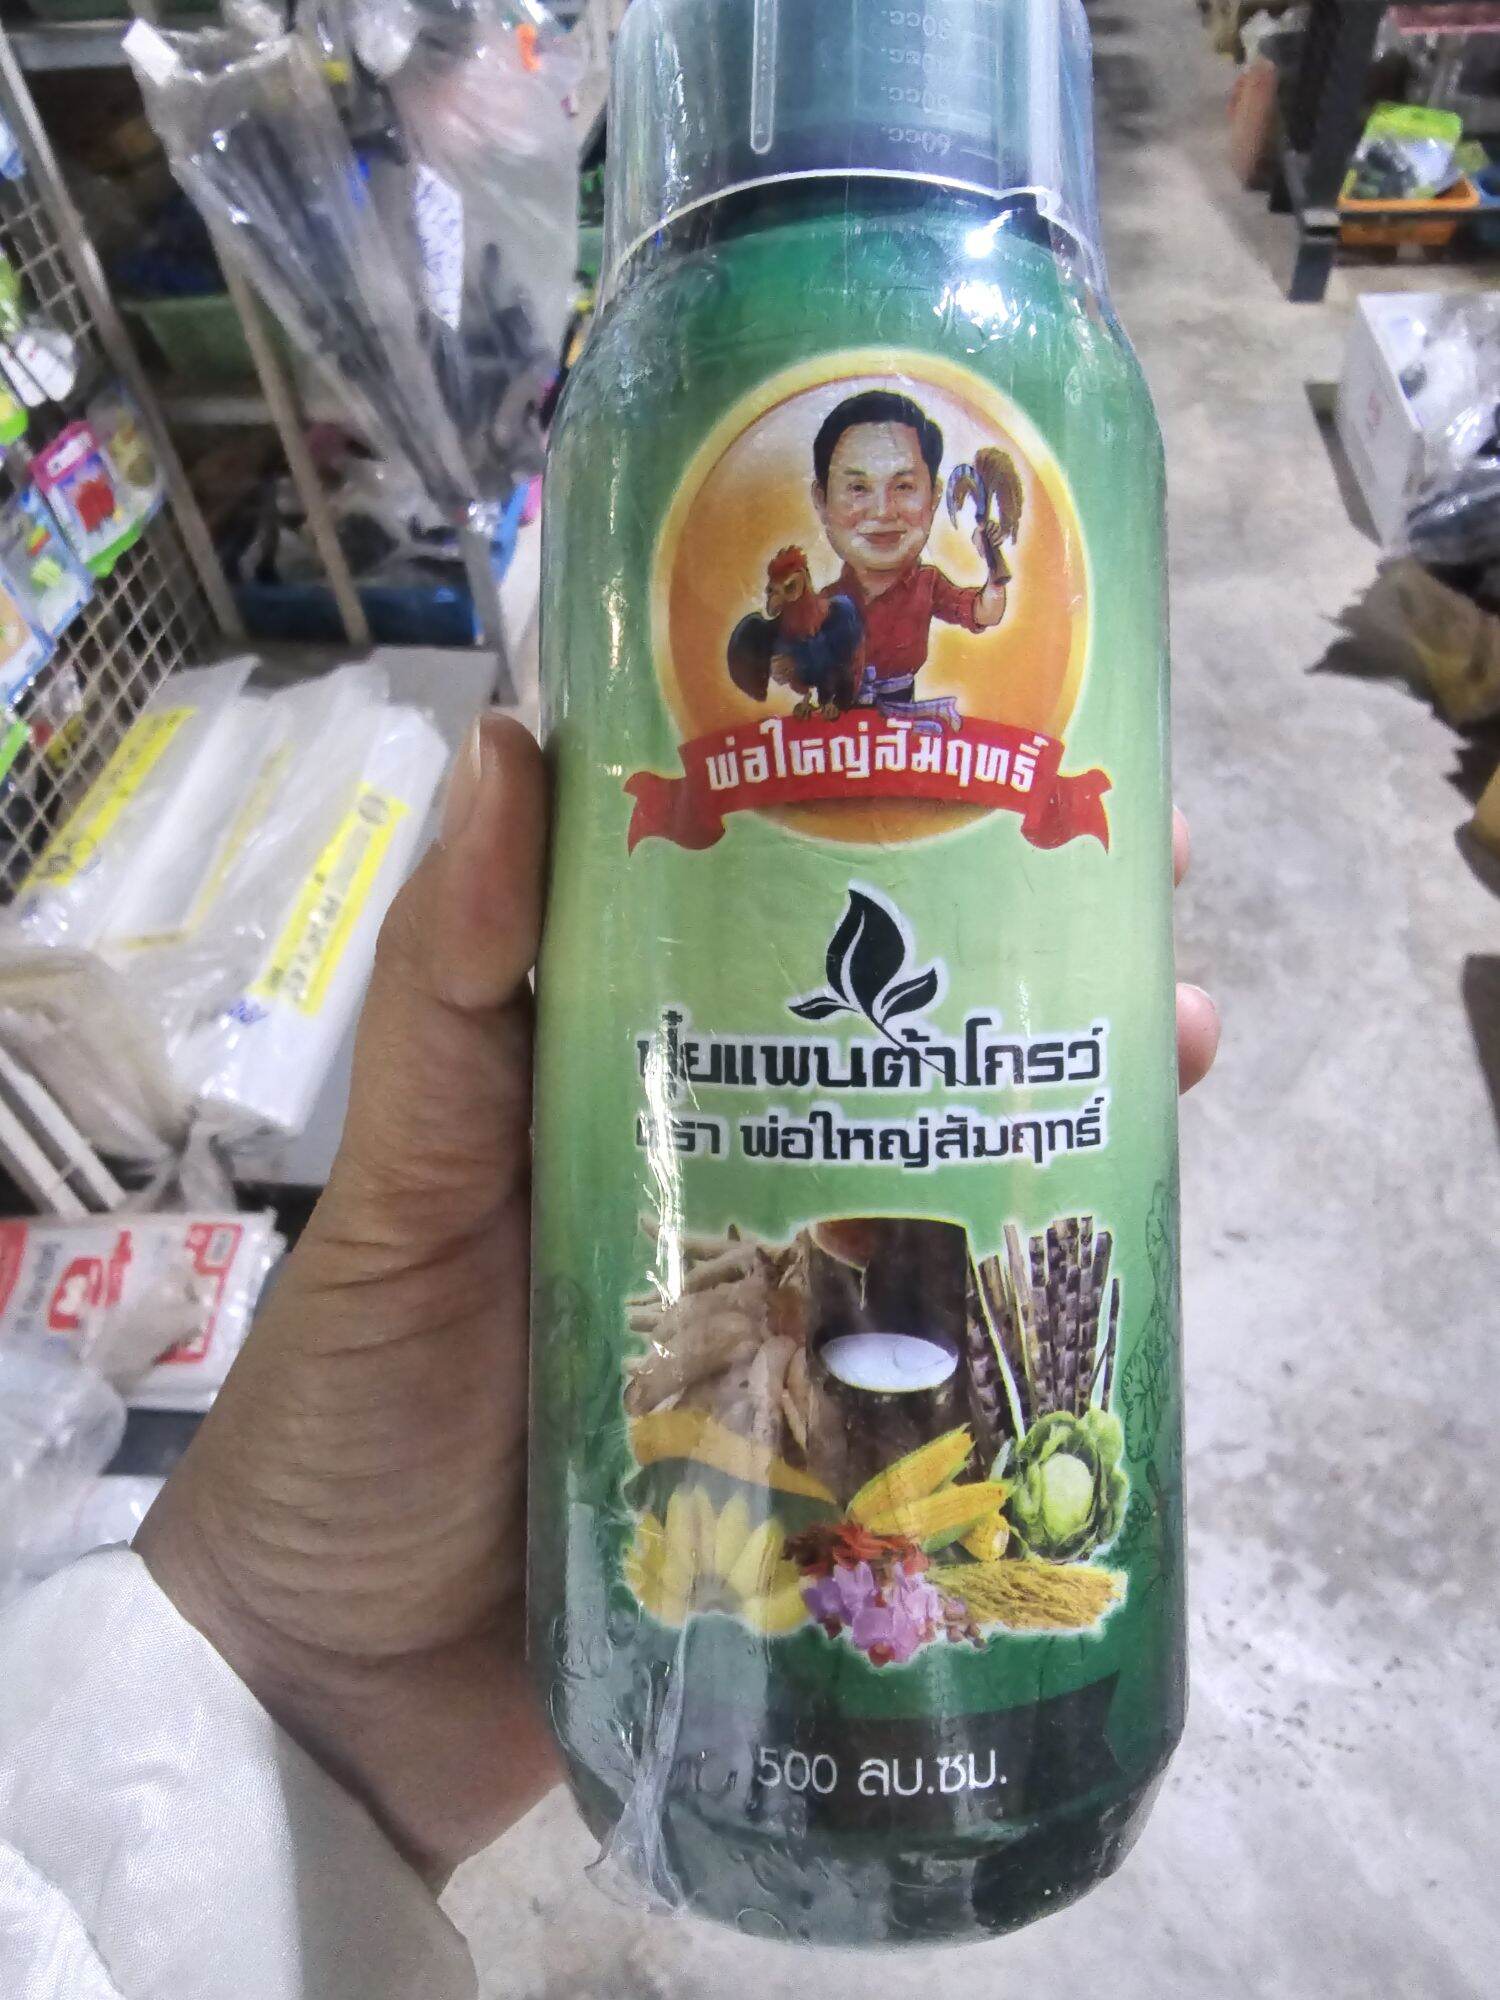 60cc.
พ่อใหญ่สัมฤทธิ์
ปุ๋ยแพนต้าโกรว์
ตรา พ่อใหญ่สัมฤทธิ์
500 ลบ.ซม.